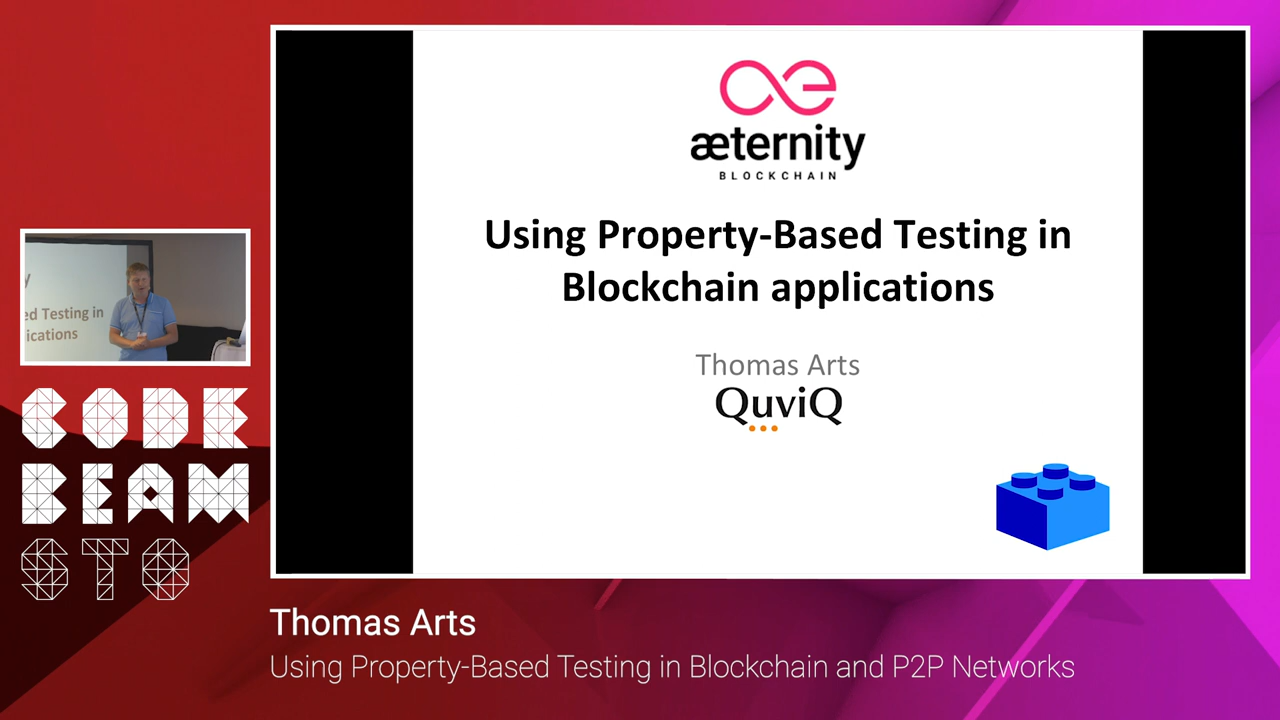 æternity
BLOCKCHAIN
Using Property-Based Testing in
Blockchain applications
Thomas Arts
QuviQ
y
ed Testing in
ications
CODE
BEAM
STO
Thomas Arts
Using Property-Based Testing in Blockchain and P2P Networks